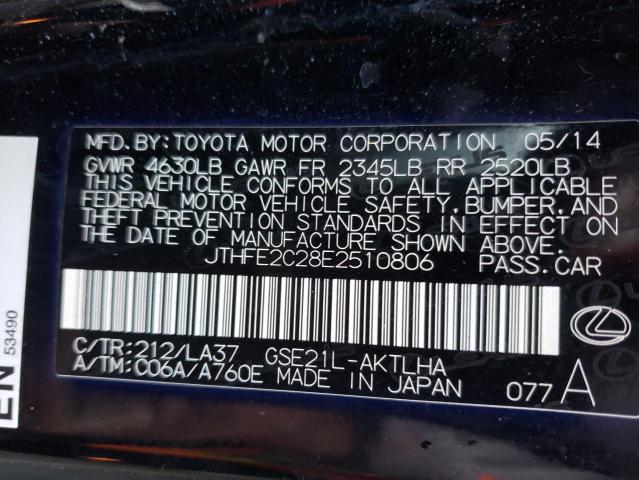 MFD.BY:TOYOTA MOTOR CORPORATION 05/14
GVWR 4630LB GAWR FR 2345LB RR 2520LB
THIS VEHICLE CONFORMS TO ALL APPLICABLE
FEDERAL MOTOR VEHICLE SAFETY,BUMPER,AND
THEFT PREVENTION STANDARDS IN EFFECT ON
THE DATE OF MANUFACTURE SHOWN ABOVE.
JTHFE2C28E2510806 PASS.CAR
C/TR:212/LA37 GSE21L-AKTLHA
A/TM:C06A/A760E MADE IN JAPAN
077A
53490
EN